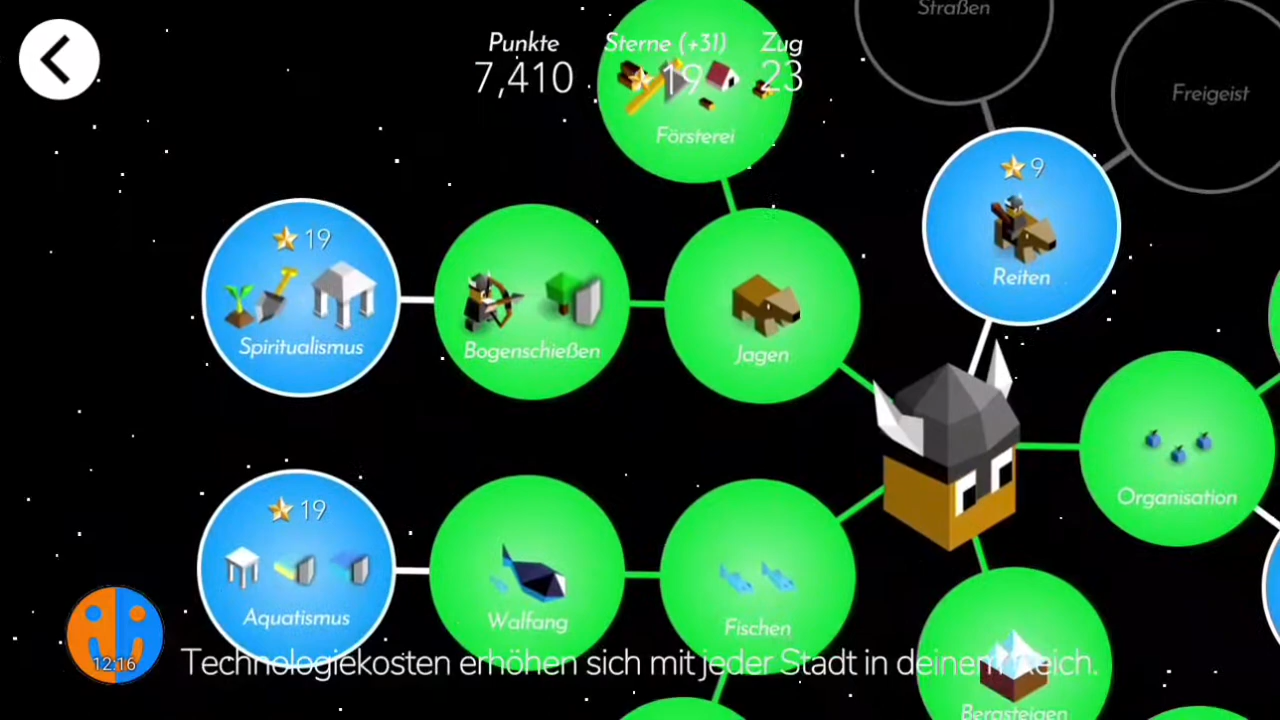 Straßen
Punkte
Sterne (+31)
Zug
7,410
19
23
Freigeist
Försterei
9
Reiten
19
Spiritualismus
Bogenschießen
Jagen
Organisation
19
Aquatismus
Walfang
Fischen
12:16
Technologiekosten erhöhen sich mit jeder Stadt in deinem Reich.
Bergsteigen